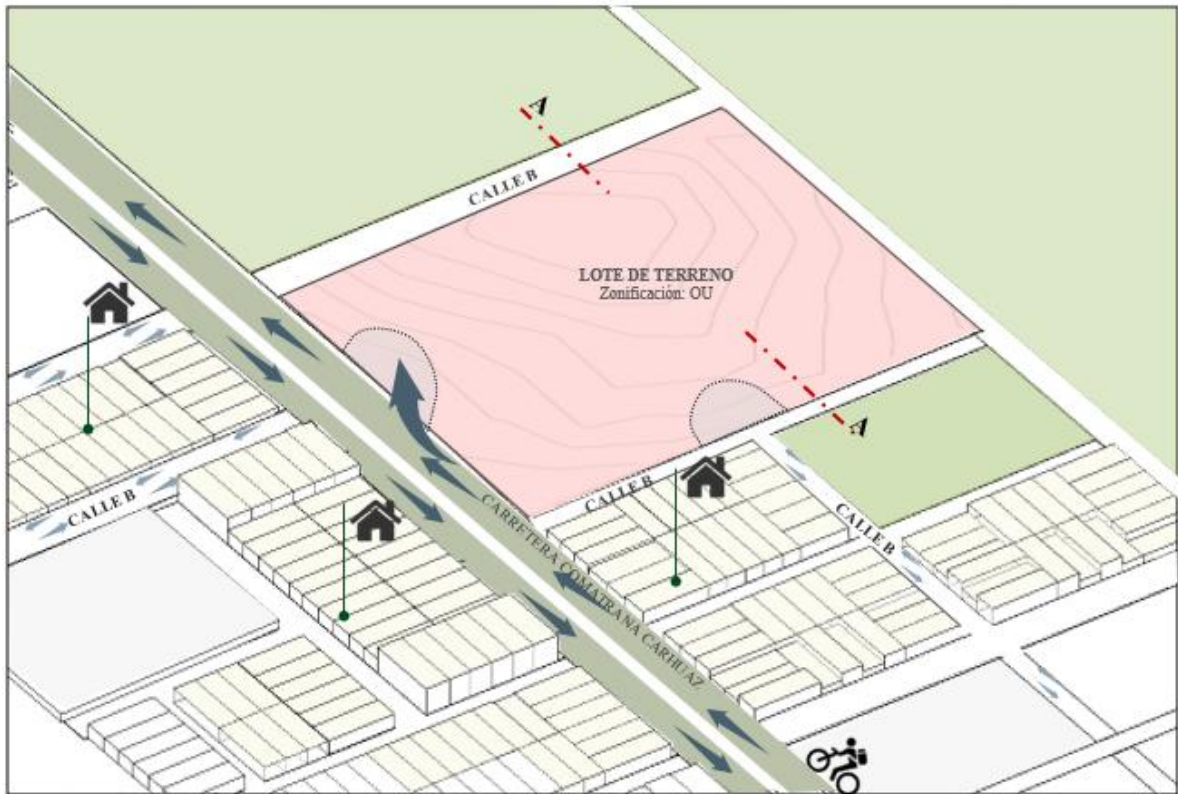 A
CALLE B
LOTE DE TERRENO
Zonificación: OU
A
CALLE B
CALLE B
CALLE B
CARRETERA COMATRANA CARHUAZ